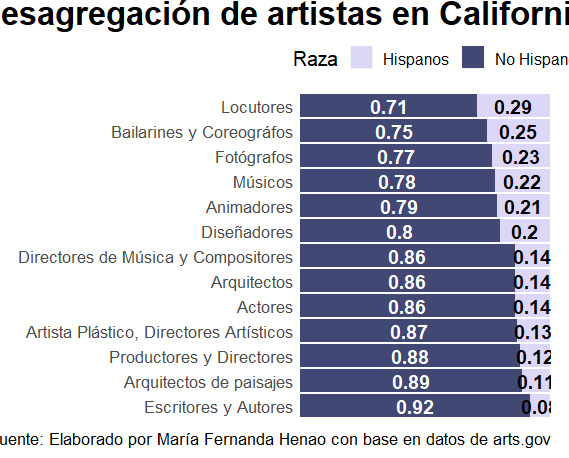 esagregación de artistas en Californi
Raza Hispanos No Hispan
Locutores 0.71 0.29
Bailarines y Coreográfos 0.75 0.25
Fotógrafos 0.77 0.23
Músicos 0.78 0.22
Animadores 0.79 0.21
Diseñadores 0.8 0.2
Directores de Música y Compositores 0.86 0.14
Arquitectos 0.86 0.14
Actores 0.86 0.14
Artista Plástico, Directores Artísticos 0.87 0.13
Productores y Directores 0.88 0.12
Arquitectos de paisajes 0.89 0.11
Escritores y Autores 0.92 0.08
uente: Elaborado por María Fernanda Henao con base en datos de arts.gov